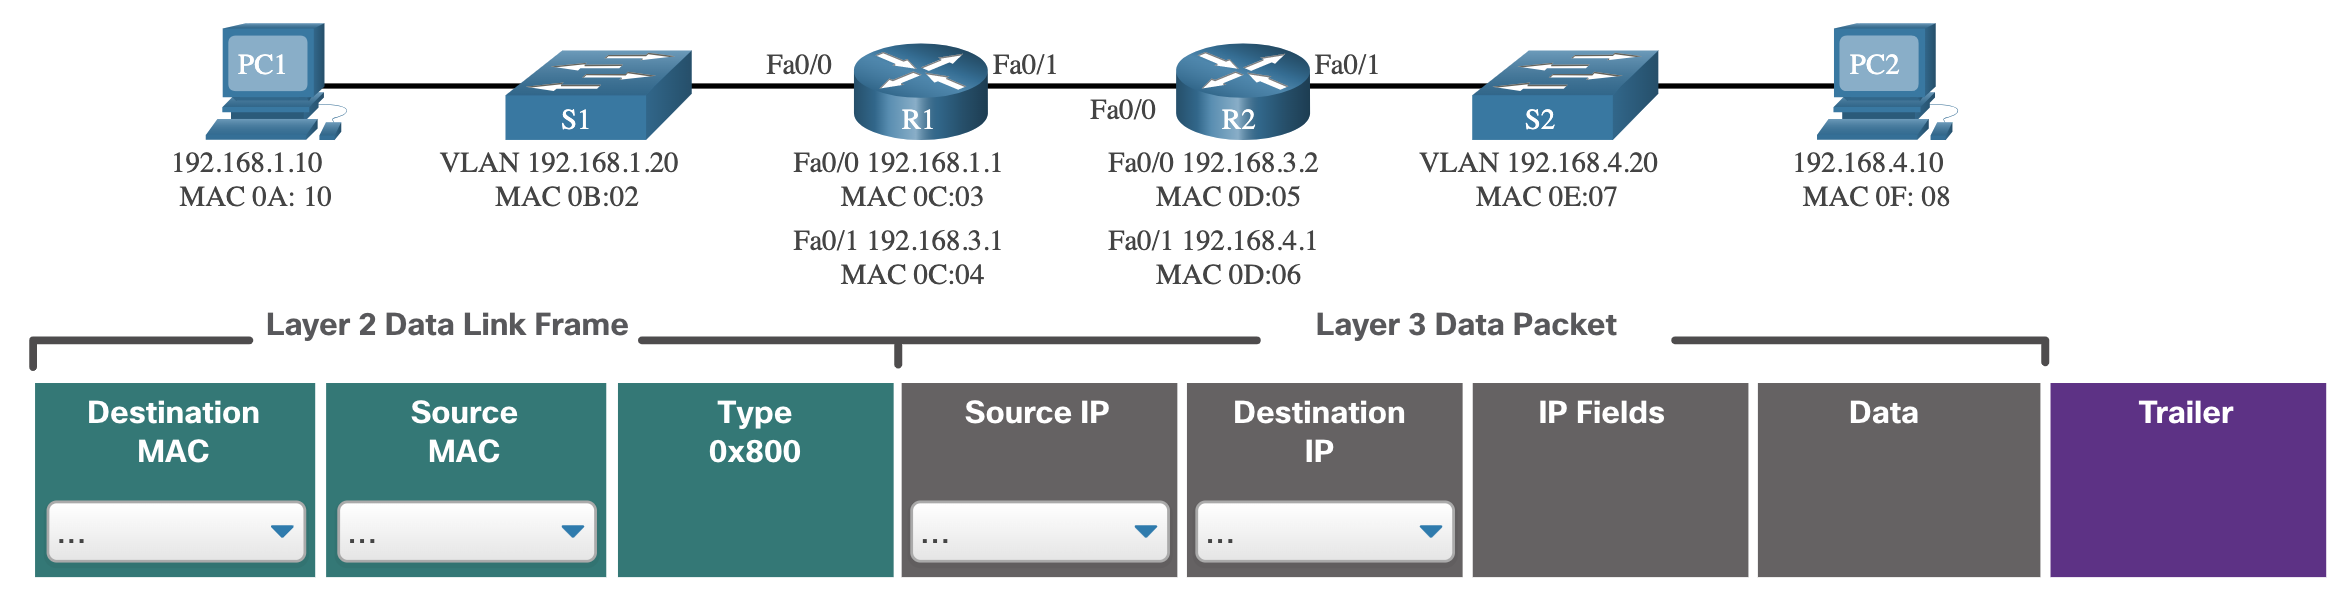 PC1
S1
Fa0/0
R1
Fa0/1
Fa0/0
R2
Fa0/1
S2
PC2
192.168.1.10
MAC 0A: 10
VLAN 192.168.1.20
MAC 0B:02
Fa0/0 192.168.1.1
MAC 0C:03
Fa0/1 192.168.3.1
MAC 0C:04
Fa0/0 192.168.3.2
MAC 0D:05
Fa0/1 192.168.4.1
MAC 0D:06
VLAN 192.168.4.20
MAC 0E:07
192.168.4.10
MAC 0F: 08
Layer 2 Data Link Frame
Layer 3 Data Packet
Destination
MAC
...
Source
MAC
...
Type
0x800
Source IP
...
Destination
IP
...
IP Fields
Data
Trailer